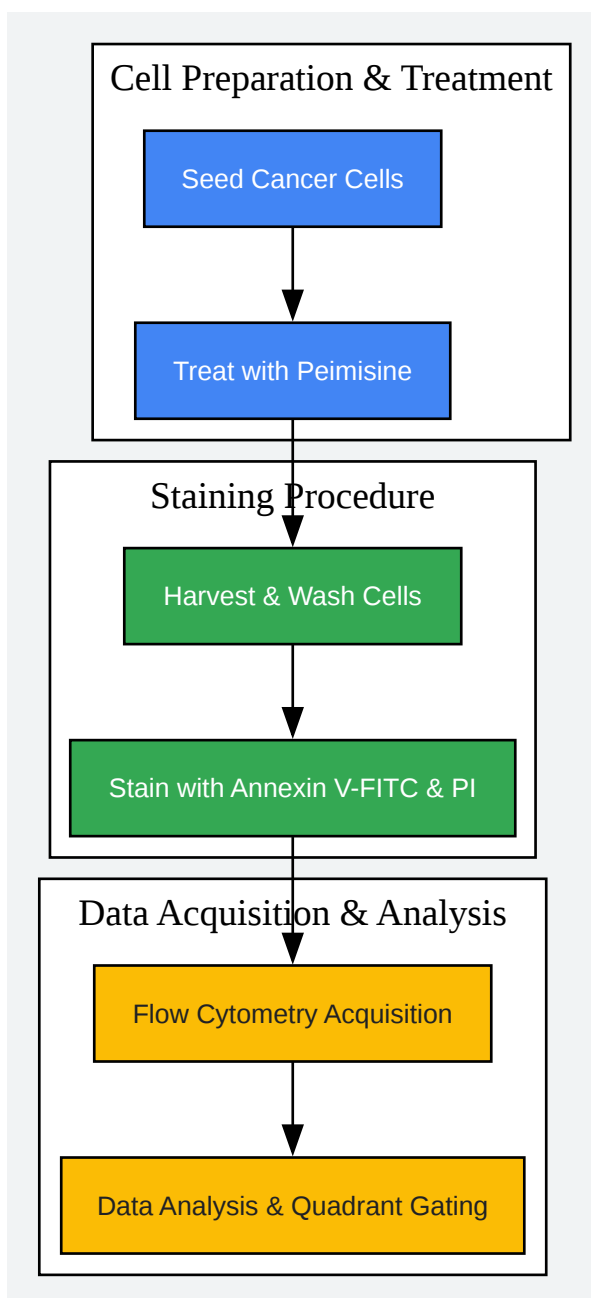 Cell Preparation & Treatment
Seed Cancer Cells
Treat with Peimisine
Staining Procedure
Harvest & Wash Cells
Stain with Annexin V-FITC & PI
Data Acquisition & Analysis
Flow Cytometry Acquisition
Data Analysis & Quadrant Gating